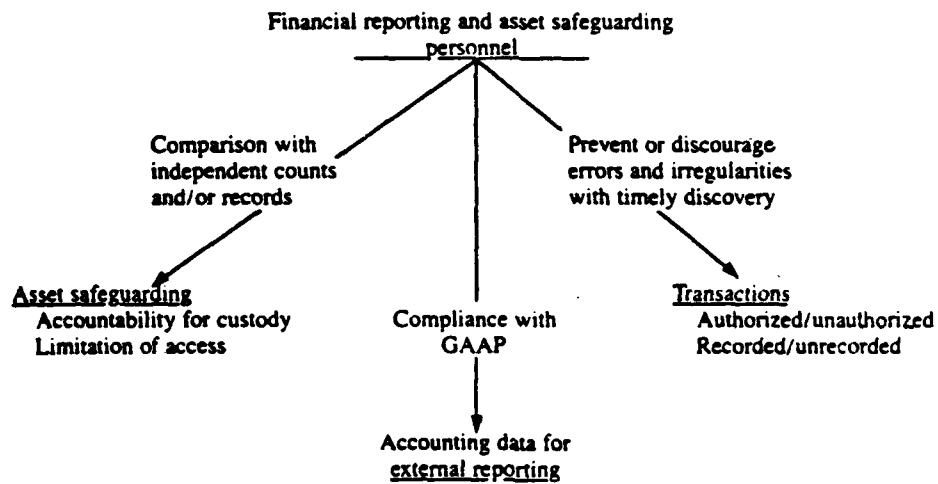 Financial reporting and asset safeguarding
personnel
Comparison with
independent counts
and/or records
Prevent or discourage
errors and irregularities
with timely discovery
Asset safeguarding
Accountability for custody
Limitation of access
Compliance with
GAAP
Transactions
Authorized/unauthorized
Recorded/unrecorded
Accounting data for
external reporting